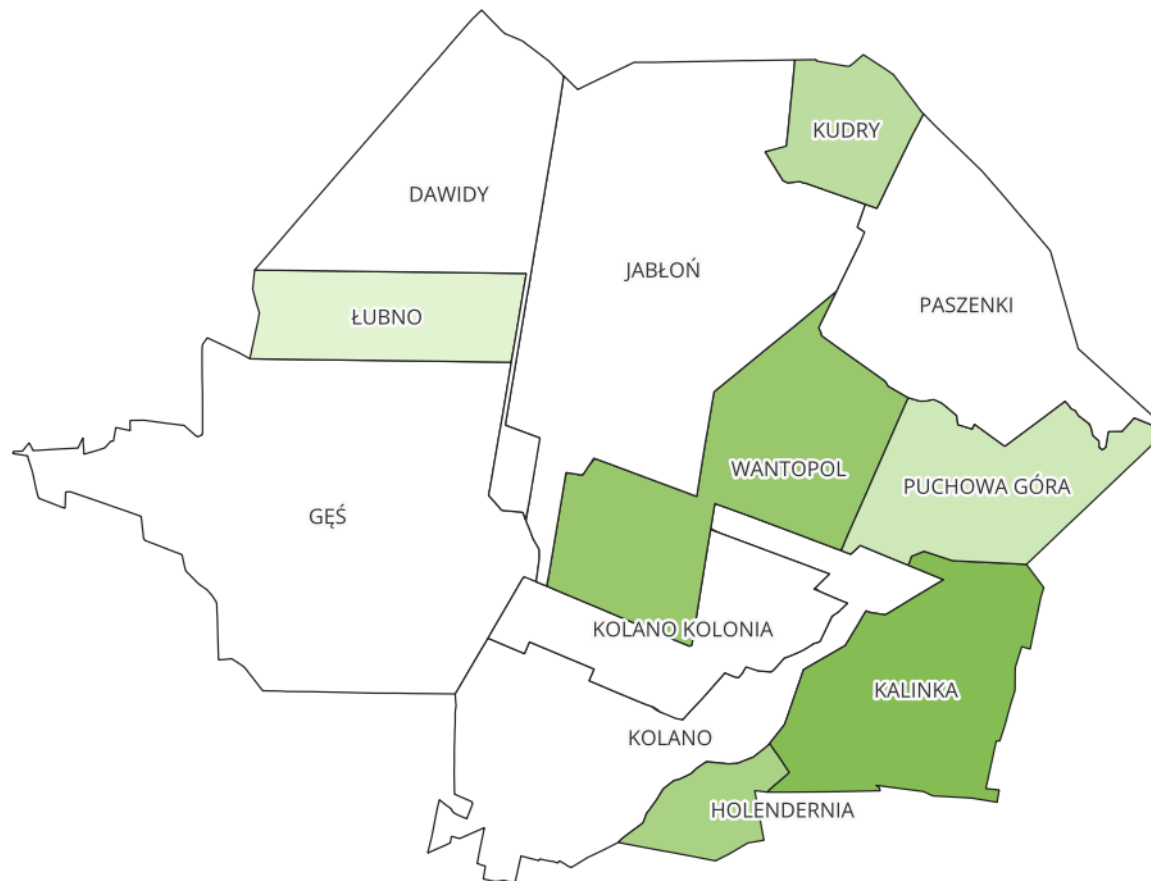 KUDRY
DAWIDY
JABŁOŃ
PASZENKI
ŁUBNO
WANTOPOL
PUCHOWA GÓRA
GĘŚ
KOLANO KOLONIA
KALINKA
KOLANO
HOLENDERNIA